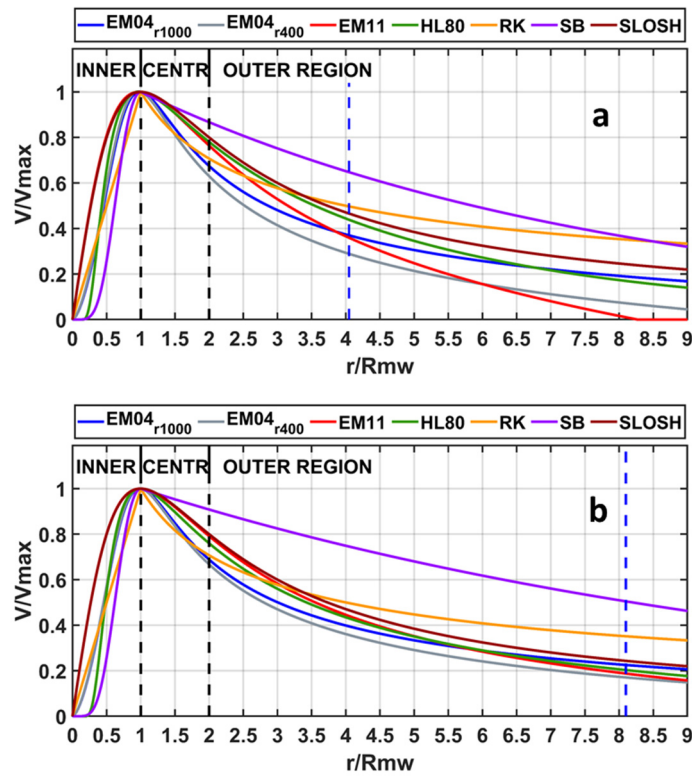 EM04r1000 EM04r400 EM11 HL80 RK SB SLOSH
INNER CENTR OUTER REGION
a
1
0.8
0.6
0.4
0.2
0
V/Vmax
0 0.5 1 1.5 2 2.5 3 3.5 4 4.5 5 5.5 6 6.5 7 7.5 8 8.5 9
r/Rmw
EM04r1000 EM04r400 EM11 HL80 RK SB SLOSH
INNER CENTR OUTER REGION
b
1
0.8
0.6
0.4
0.2
0
V/Vmax
0 0.5 1 1.5 2 2.5 3 3.5 4 4.5 5 5.5 6 6.5 7 7.5 8 8.5 9
r/Rmw